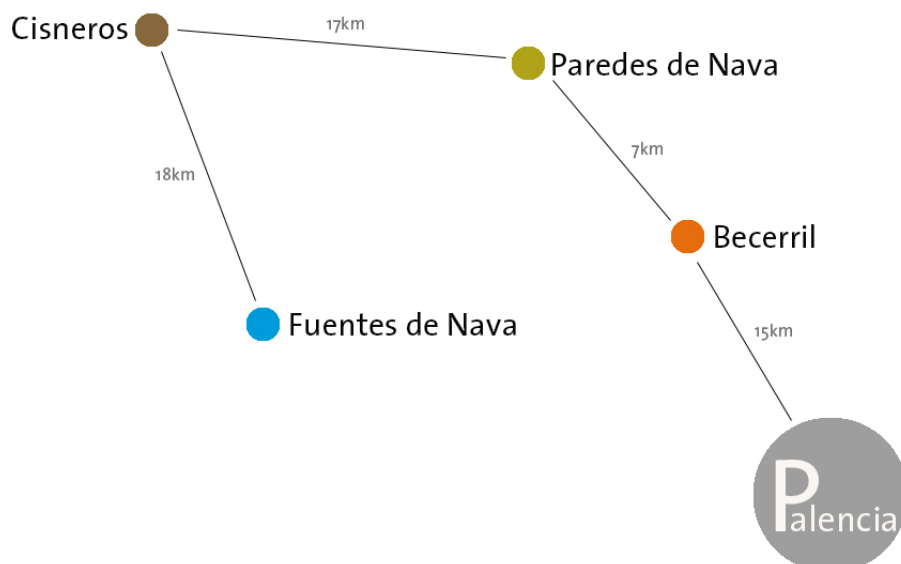 Cisneros
17km
Paredes de Nava
7km
18km
Becerril
Fuentes de Nava
15km
Palencia